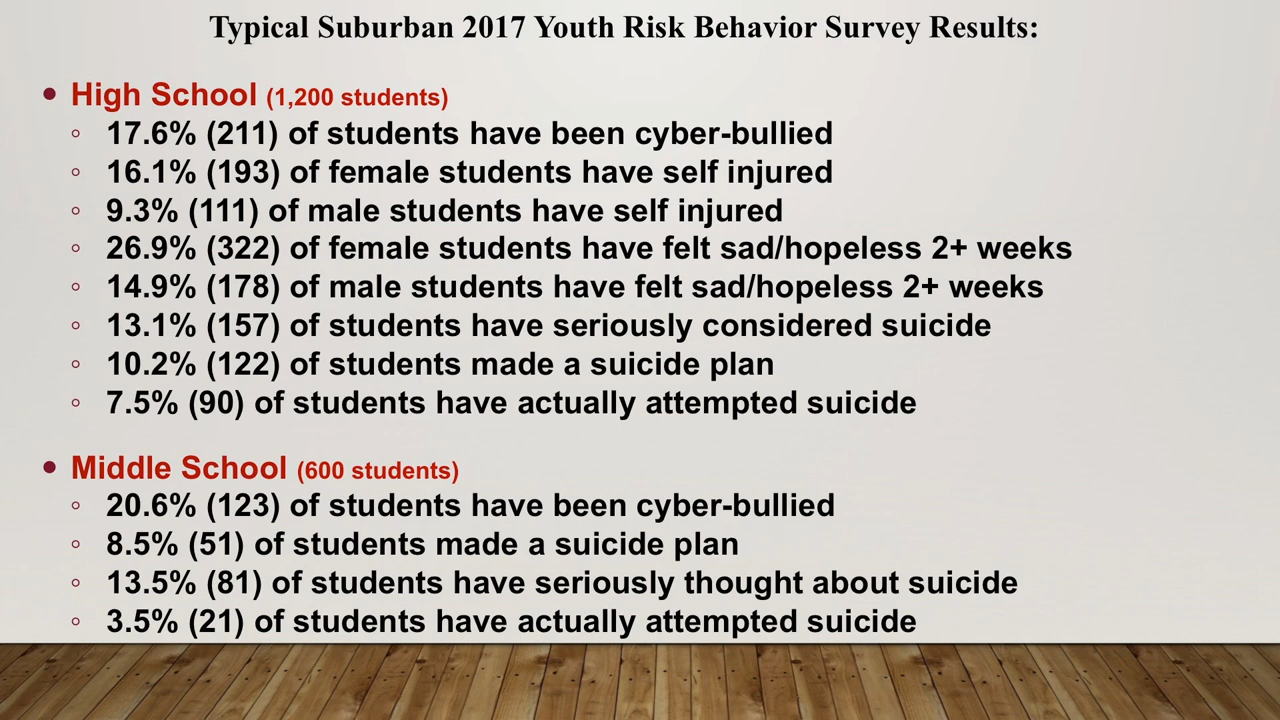 Typical Suburban 2017 Youth Risk Behavior Survey Results:
• High School (1,200 students)
◦ 17.6% (211) of students have been cyber-bullied
◦ 16.1% (193) of female students have self injured
◦ 9.3% (111) of male students have self injured
◦ 26.9% (322) of female students have felt sad/hopeless 2+ weeks
◦ 14.9% (178) of male students have felt sad/hopeless 2+ weeks
◦ 13.1% (157) of students have seriously considered suicide
◦ 10.2% (122) of students made a suicide plan
◦ 7.5% (90) of students have actually attempted suicide
• Middle School (600 students)
◦ 20.6% (123) of students have been cyber-bullied
◦ 8.5% (51) of students made a suicide plan
◦ 13.5% (81) of students have seriously thought about suicide
◦ 3.5% (21) of students have actually attempted suicide